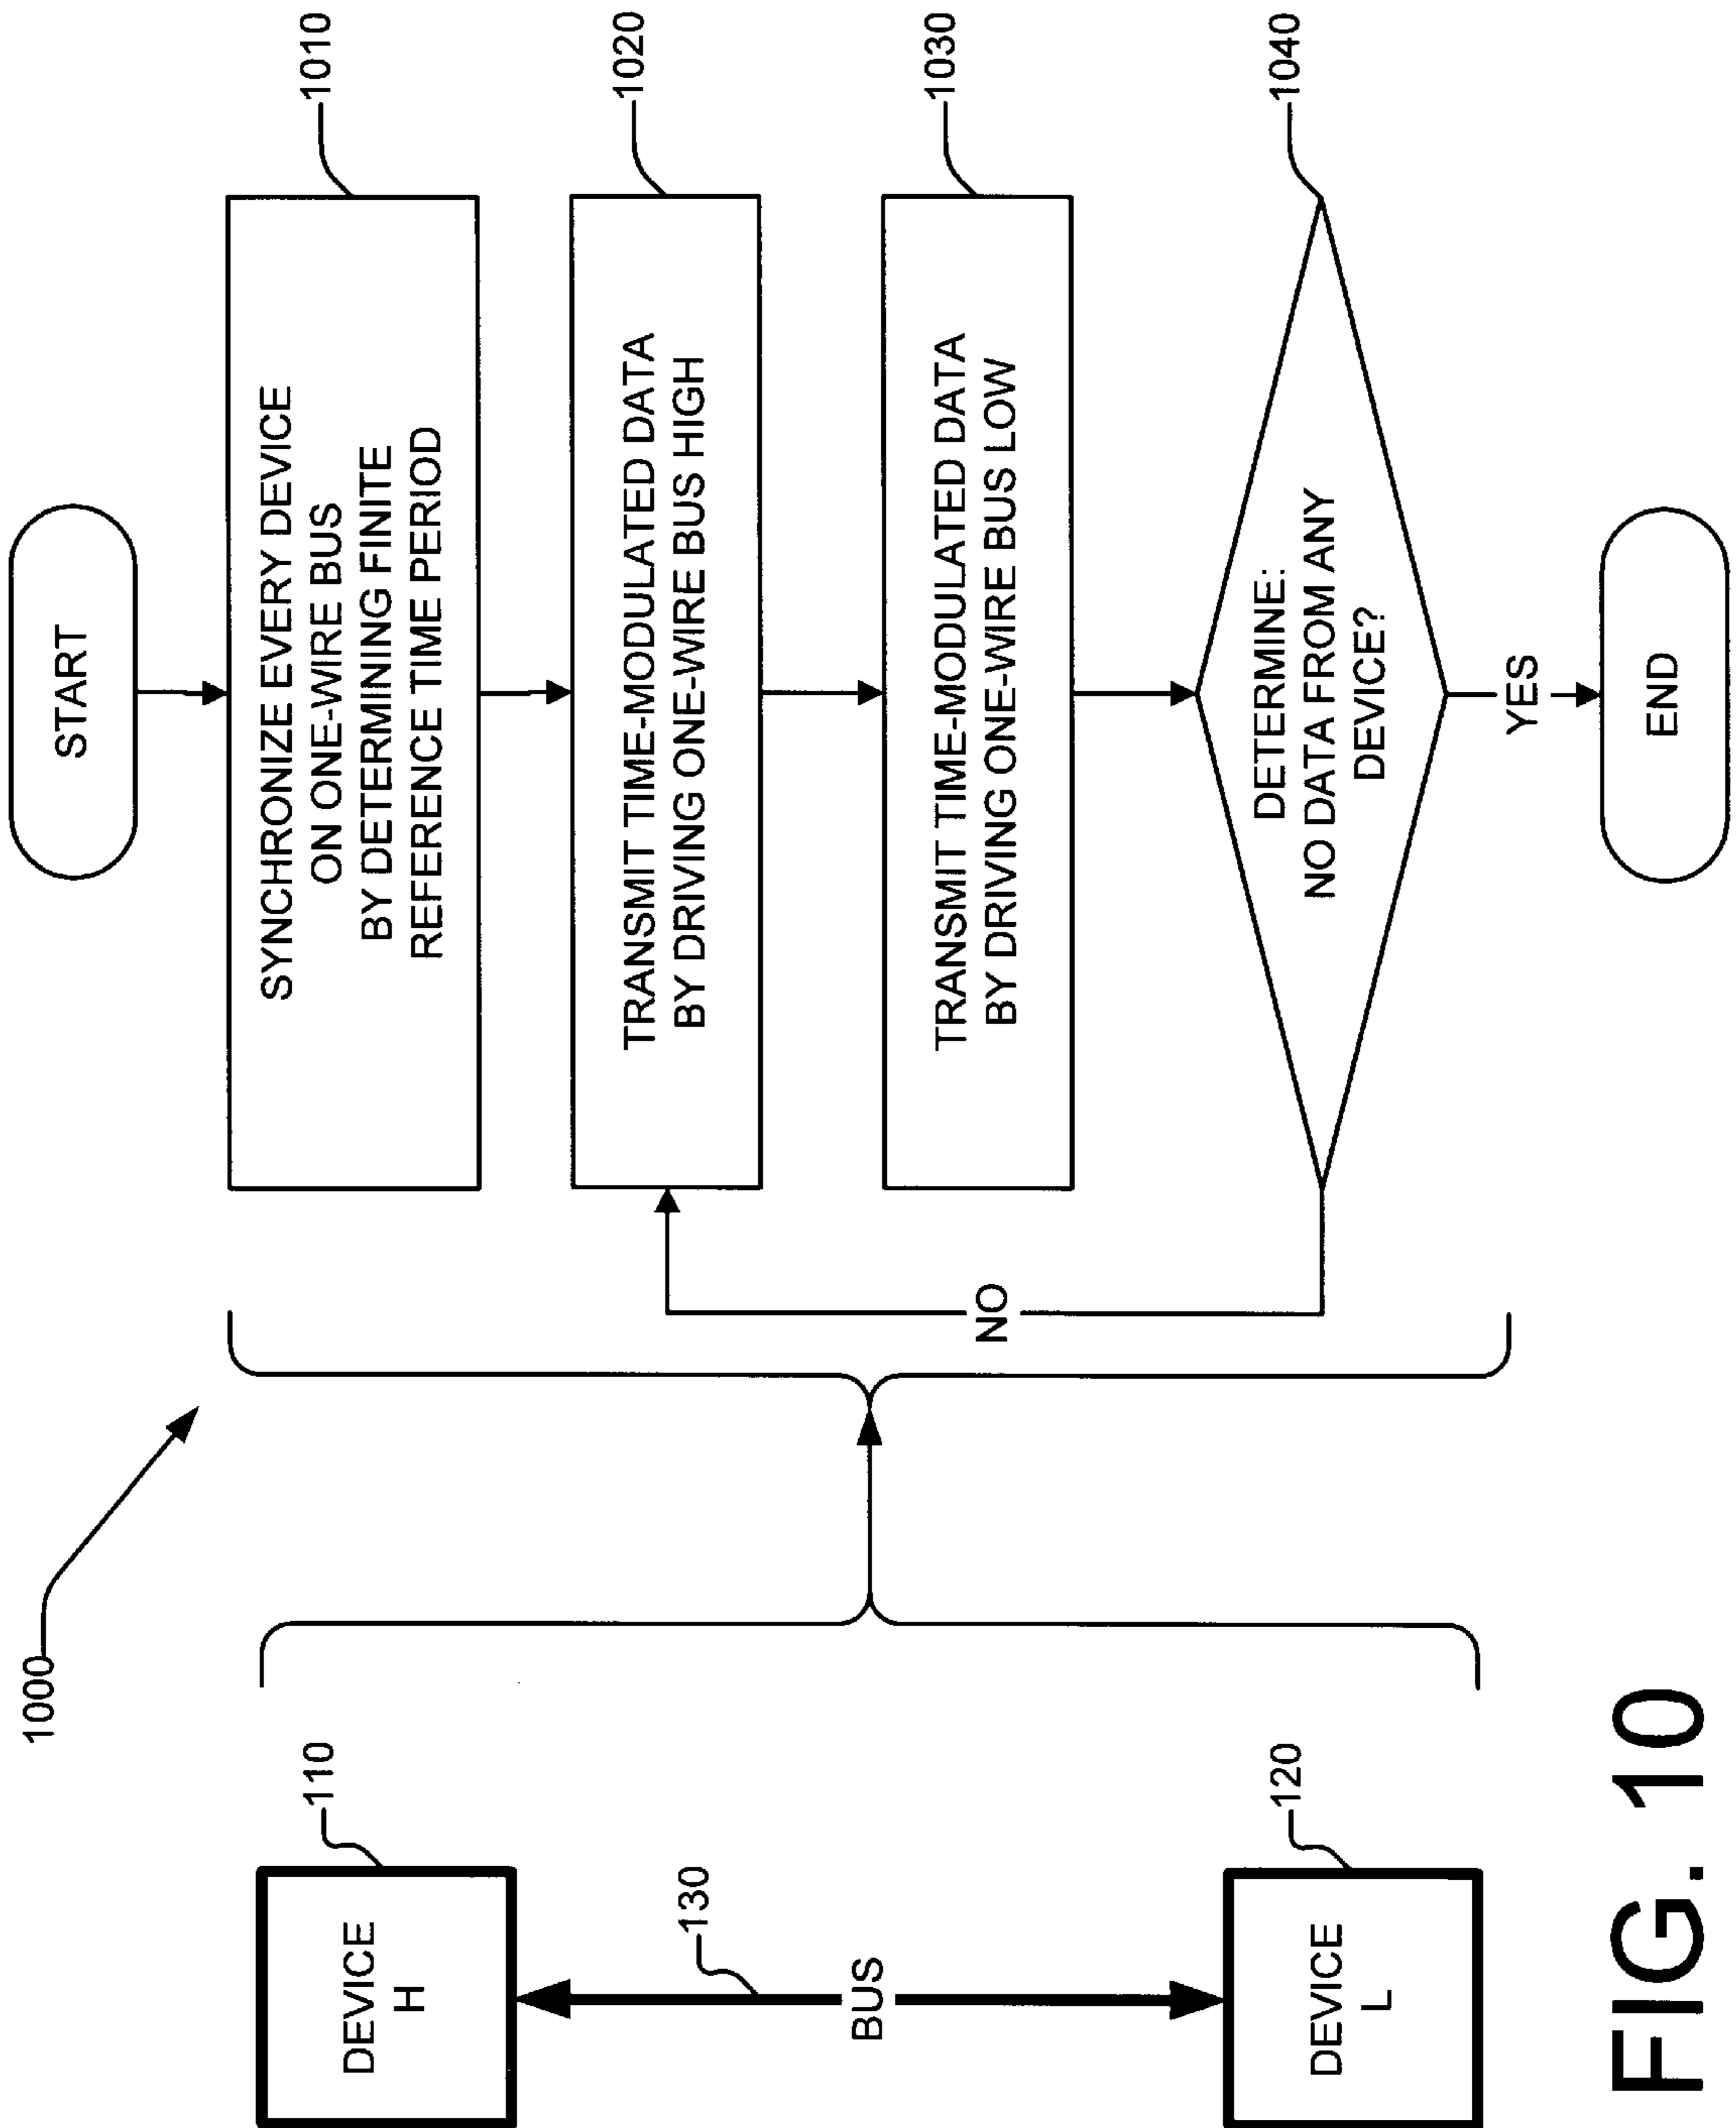 1000
DEVICE
H
110
130
BUS
DEVICE
L
120
START
SYNCHRONIZE EVERY DEVICE
ON ONE-WIRE BUS
BY DETERMINING FINITE
REFERENCE TIME PERIOD
1010
TRANSMIT TIME-MODULATED DATA
BY DRIVING ONE-WIRE BUS HIGH
1020
TRANSMIT TIME-MODULATED DATA
BY DRIVING ONE-WIRE BUS LOW
1030
DETERMINE:
NO DATA FROM ANY
DEVICE?
1040
NO
YES
END
FIG. 10